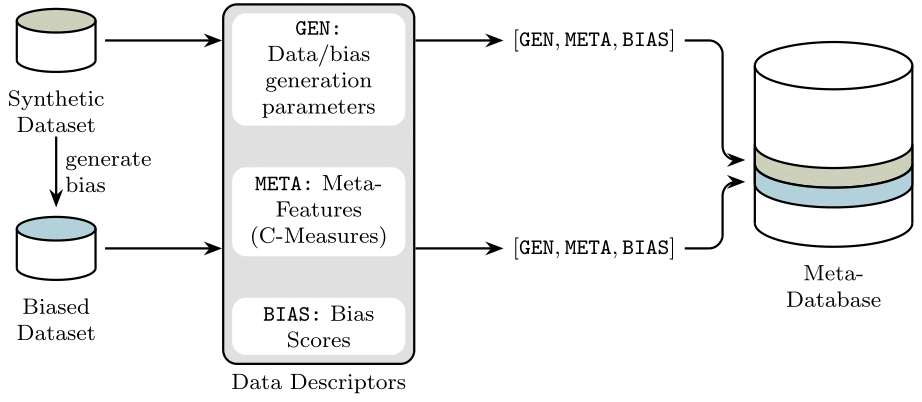 Synthetic
Dataset
generate
bias
Biased
Dataset
GEN:
Data/bias
generation
parameters
META: Meta-
Features
(C-Measures)
BIAS: Bias
Scores
Data Descriptors
[GEN, META, BIAS]
[GEN, META, BIAS]
Meta-
Database